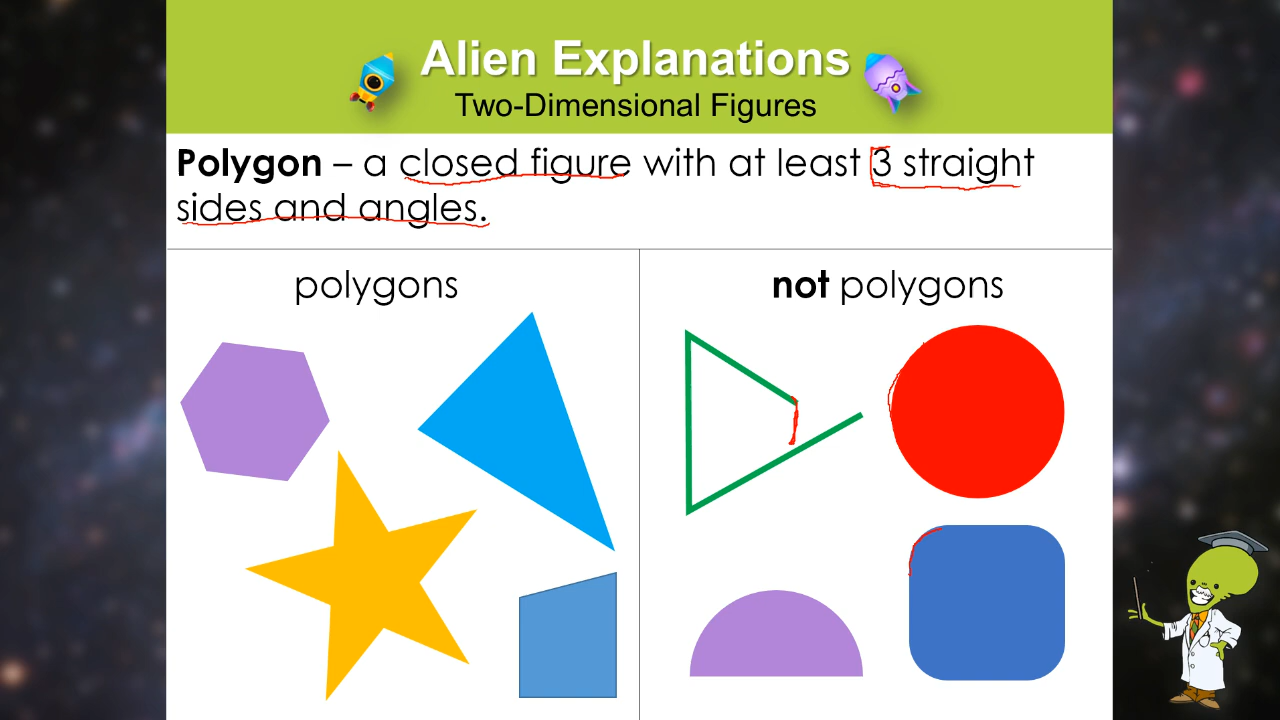 Alien Explanations
Two-Dimensional Figures
Polygon – a closed figure with at least 3 straight
sides and angles.
polygons
not polygons